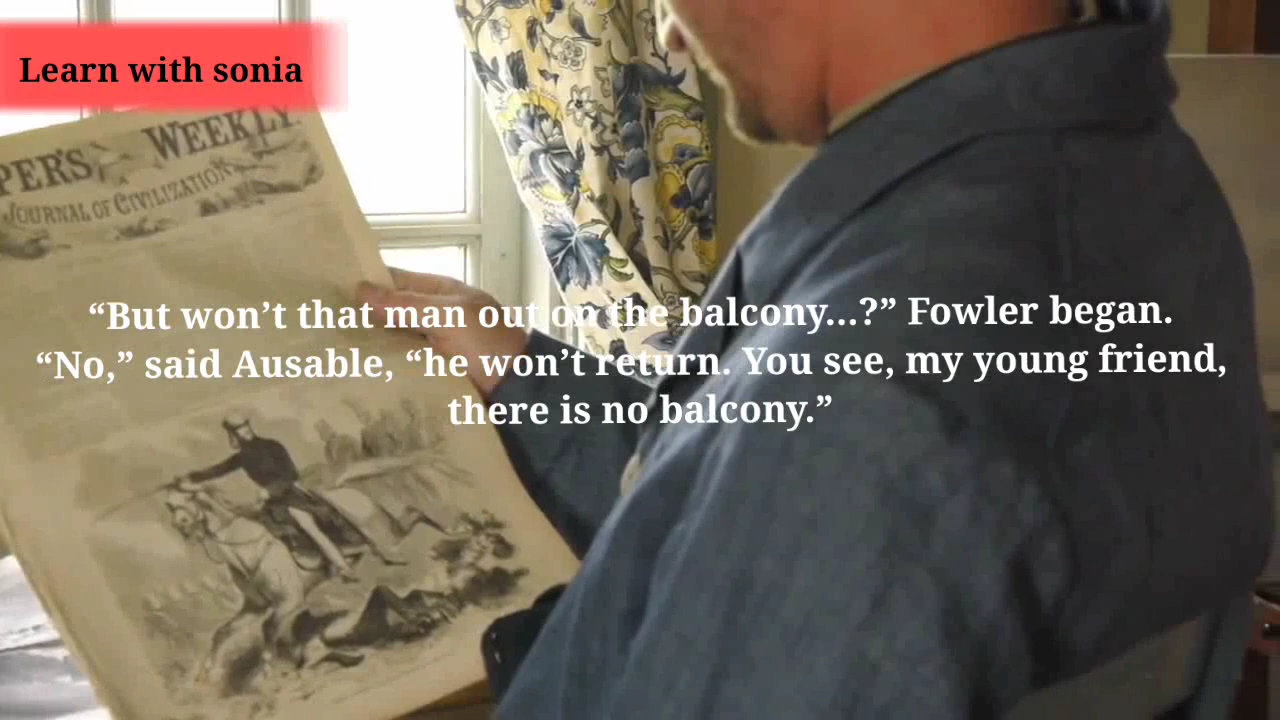 Learn with sonia
PER'S WEEKLY.
JOURNAL OF CIVILIZATION
“But won’t that man out on the balcony...?” Fowler began.
“No,” said Ausable, “he won’t return. You see, my young friend,
there is no balcony.”